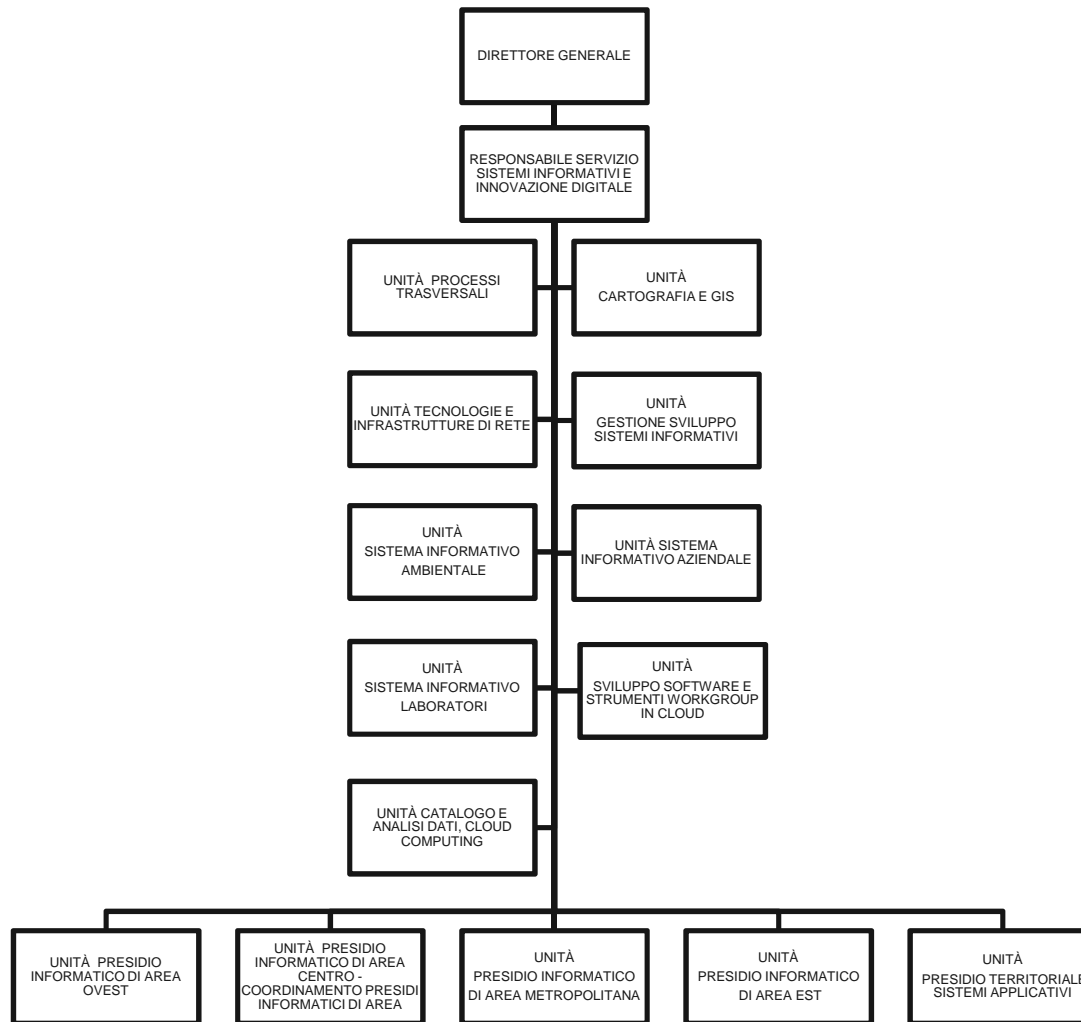 DIRETTORE GENERALE
RESPONSABILE SERVIZIO
SISTEMI INFORMATIVI E
INNOVAZIONE DIGITALE
UNITÀ PROCESSI
TRASVERSALI
UNITÀ
CARTOGRAFIA E GIS
UNITÀ TECNOLOGIE E
INFRASTRUTTURE DI RETE
UNITÀ
GESTIONE SVILUPPO
SISTEMI INFORMATIVI
UNITÀ
SISTEMA INFORMATIVO
AMBIENTALE
UNITÀ SISTEMA
INFORMATIVO AZIENDALE
UNITÀ
SISTEMA INFORMATIVO
LABORATORI
UNITÀ
SVILUPPO SOFTWARE E
STRUMENTI WORKGROUP
IN CLOUD
UNITÀ CATALOGO E
ANALISI DATI, CLOUD
COMPUTING
UNITÀ PRESIDIO
INFORMATICO DI AREA
OVEST
UNITÀ PRESIDIO
INFORMATICO DI AREA
CENTRO -
COORDINAMENTO PRESIDI
INFORMATICI DI AREA
UNITÀ
PRESIDIO INFORMATICO
DI AREA METROPOLITANA
UNITÀ
PRESIDIO INFORMATICO
DI AREA EST
UNITÀ
PRESIDIO TERRITORIALE
SISTEMI APPLICATIVI